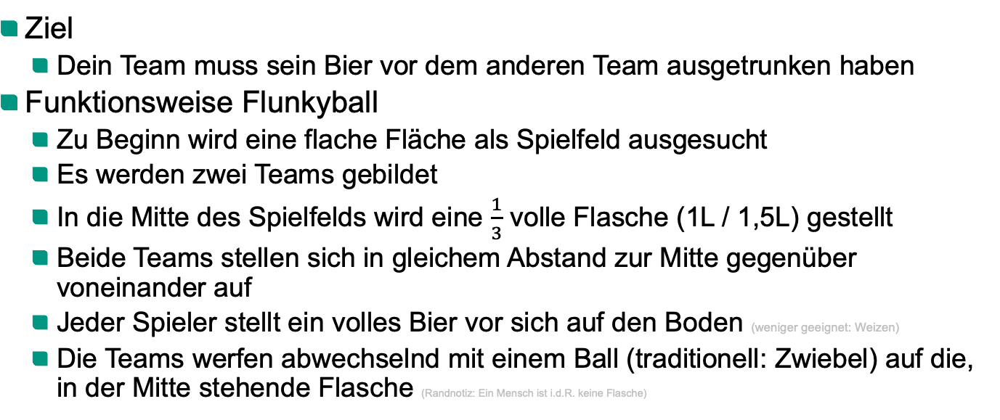 Ziel
Dein Team muss sein Bier vor dem anderen Team ausgetrunken haben
Funktionsweise Flunkyball
Zu Beginn wird eine flache Fläche als Spielfeld ausgesucht
Es werden zwei Teams gebildet
In die Mitte des Spielfelds wird eine 1/3 volle Flasche (1L / 1,5L) gestellt
Beide Teams stellen sich in gleichem Abstand zur Mitte gegenüber
voneinander auf
Jeder Spieler stellt ein volles Bier vor sich auf den Boden (weniger geeignet: Weizen)
Die Teams werfen abwechselnd mit einem Ball (traditionell: Zwiebel) auf die,
in der Mitte stehende Flasche (Randnotiz: Ein Mensch ist i.d.R. keine Flasche)